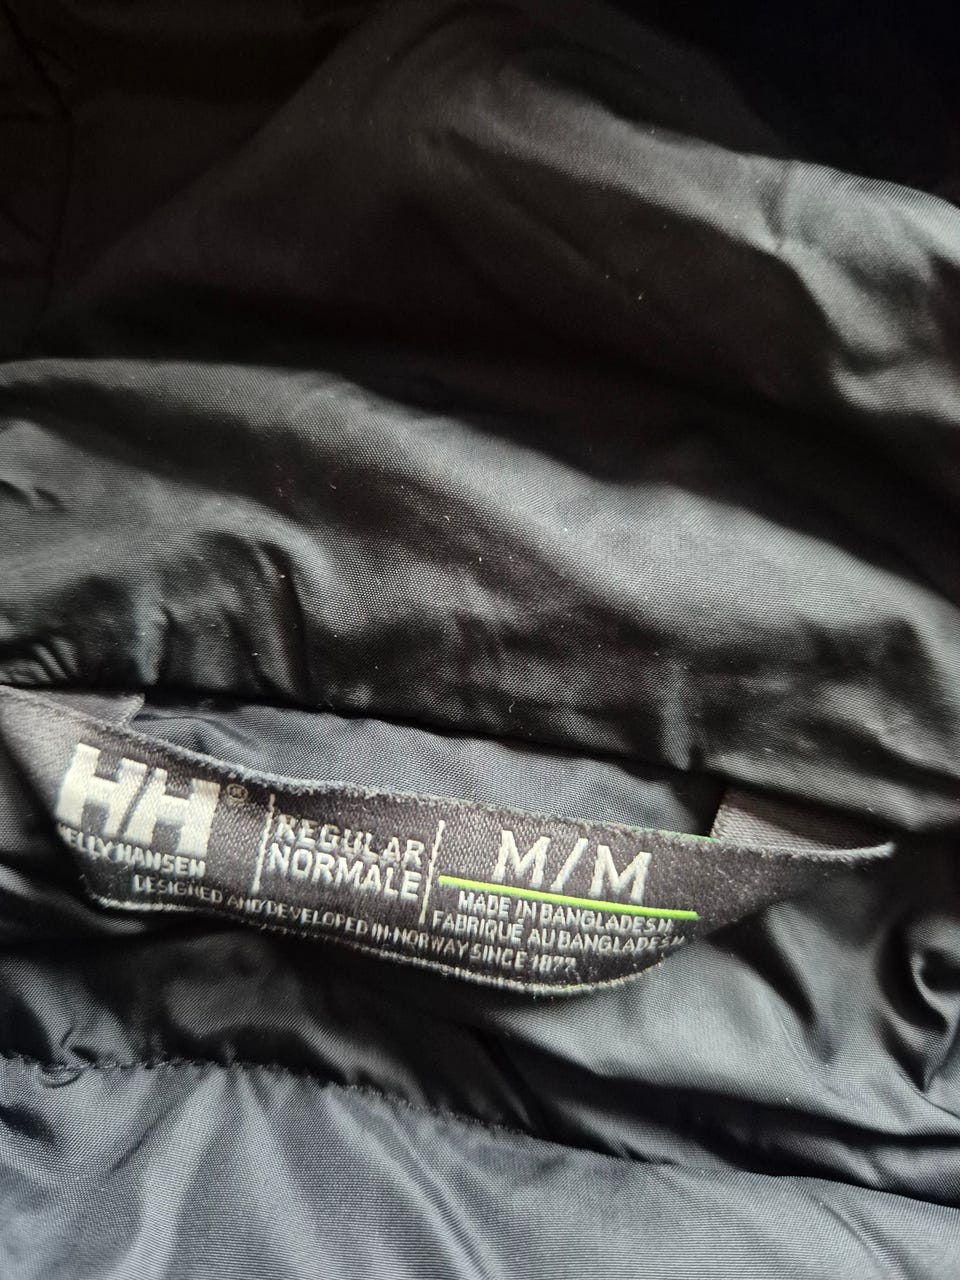 HH®
HELLY HANSEN
DESIGNED AND DEVELOPED IN NORWAY SINCE 1877
REGULAR
NORMALE
M/M
MADE IN BANGLADESH
FABRIQUÉ AU BANGLADESH